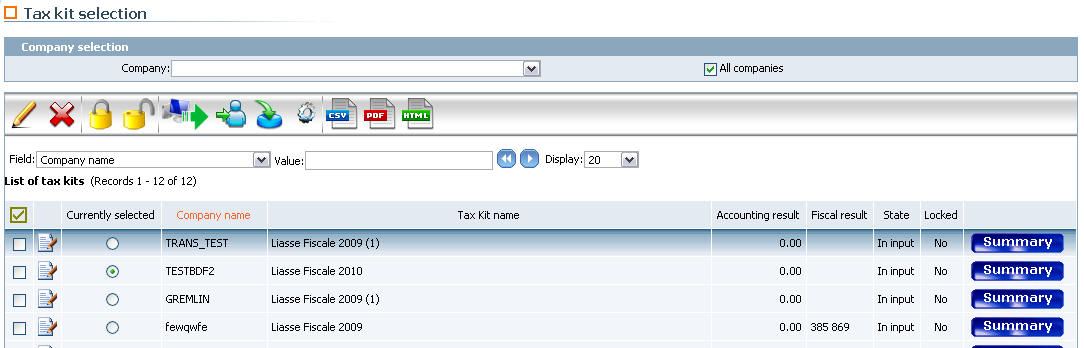 Tax kit selection
Company selection
Company: All companies
CSV PDF HTML
Field: Company name Value: Display: 20
List of tax kits (Records 1 - 12 of 12)
Currently selected Company name Tax Kit name Accounting result Fiscal result State Locked
TRANS_TEST Liasse Fiscale 2009 (1) 0.00 In input No Summary
TESTBDF2 Liasse Fiscale 2010 0.00 In input No Summary
GREMLIN Liasse Fiscale 2009 (1) 0.00 In input No Summary
fewqwfe Liasse Fiscale 2009 0.00 385 869 In input No Summary